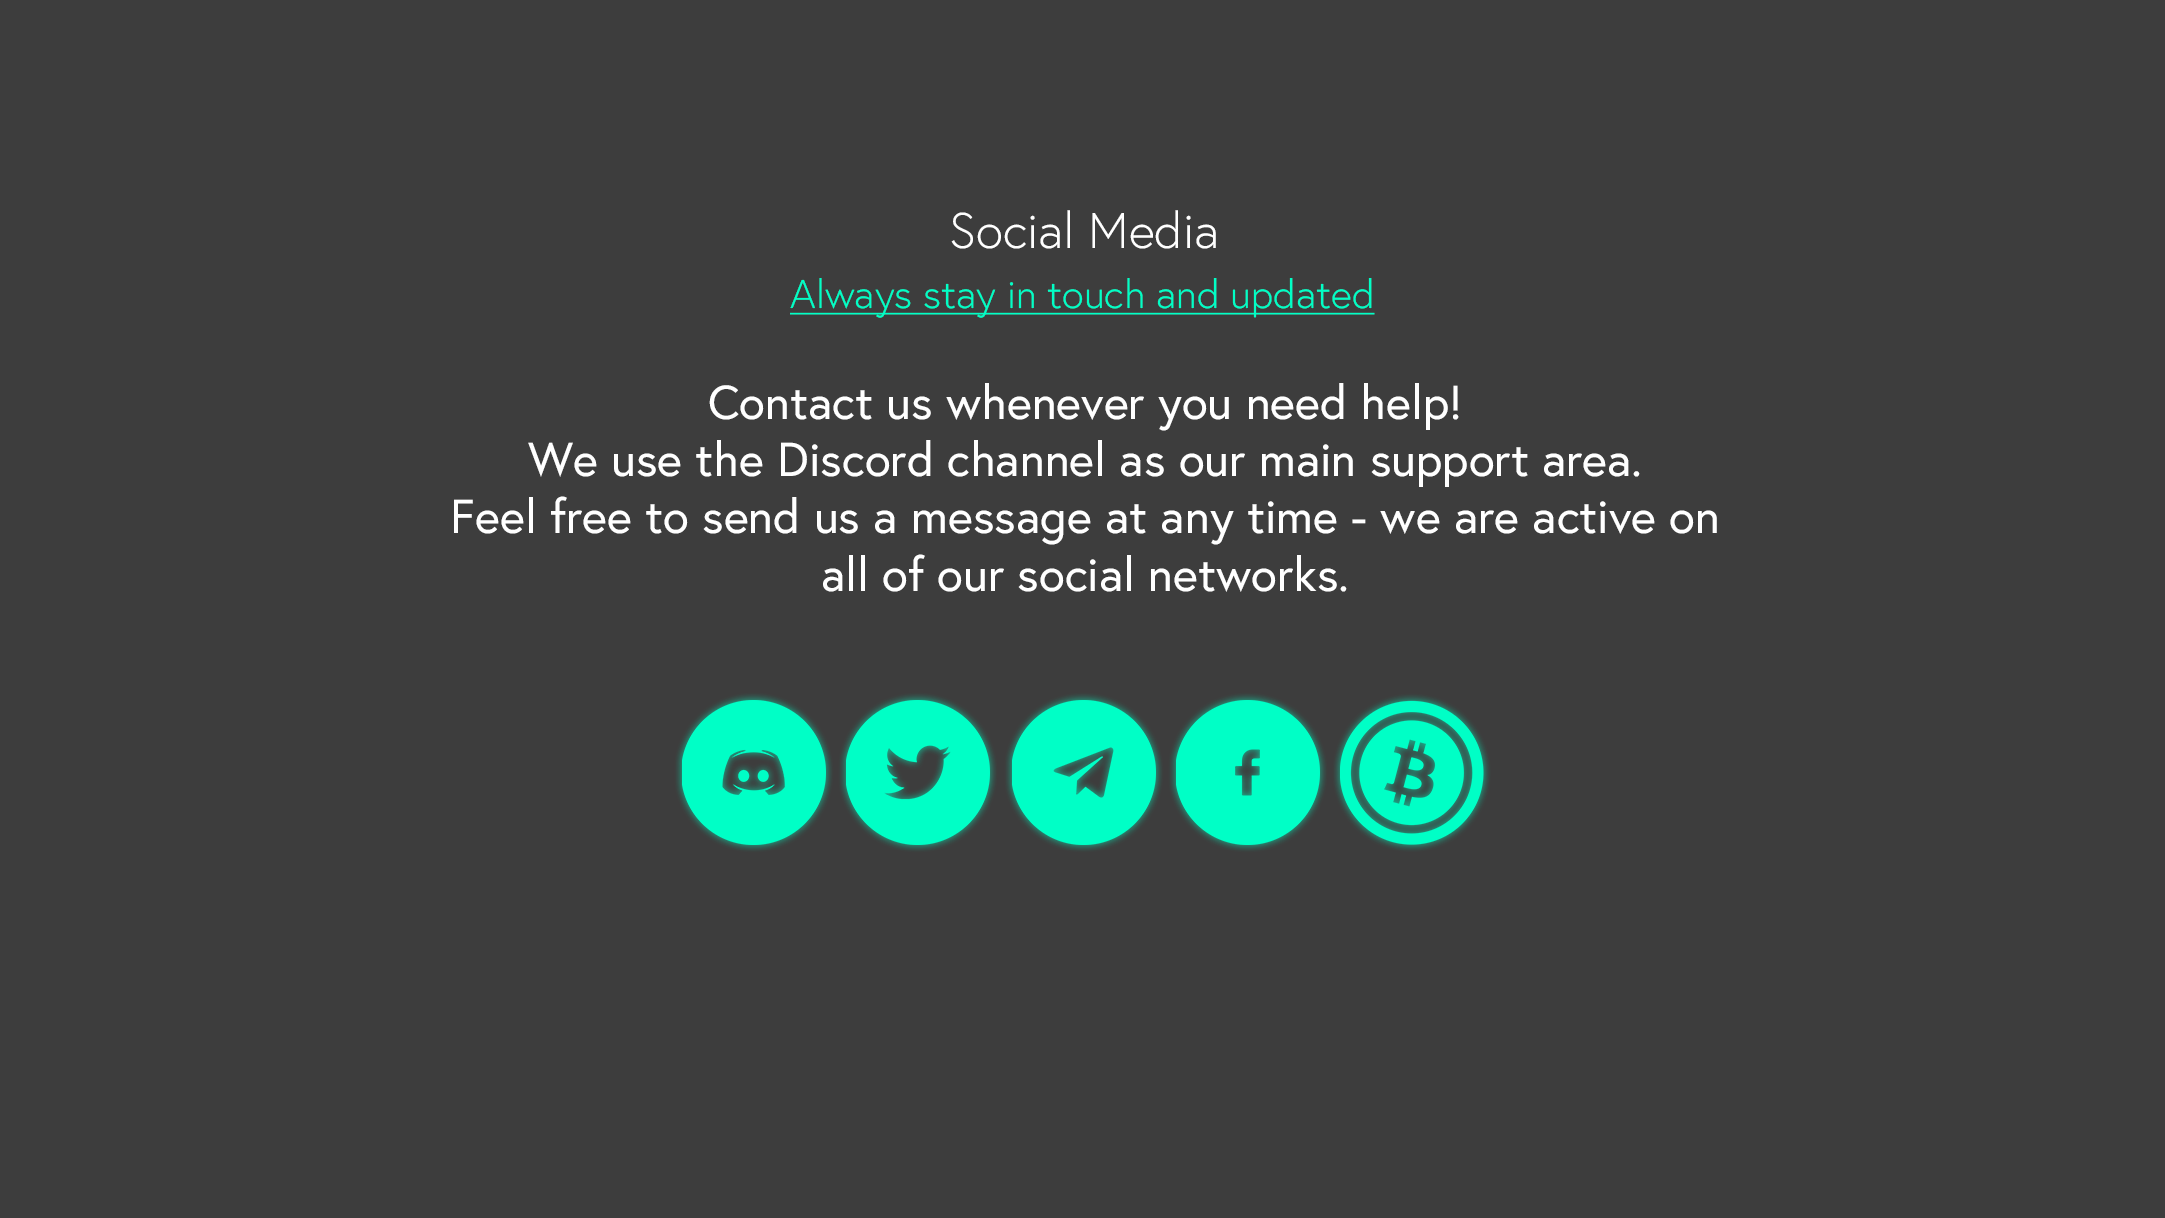 Social Media
Always stay in touch and updated
Contact us whenever you need help!
We use the Discord channel as our main support area.
Feel free to send us a message at any time - we are active on
all of our social networks.